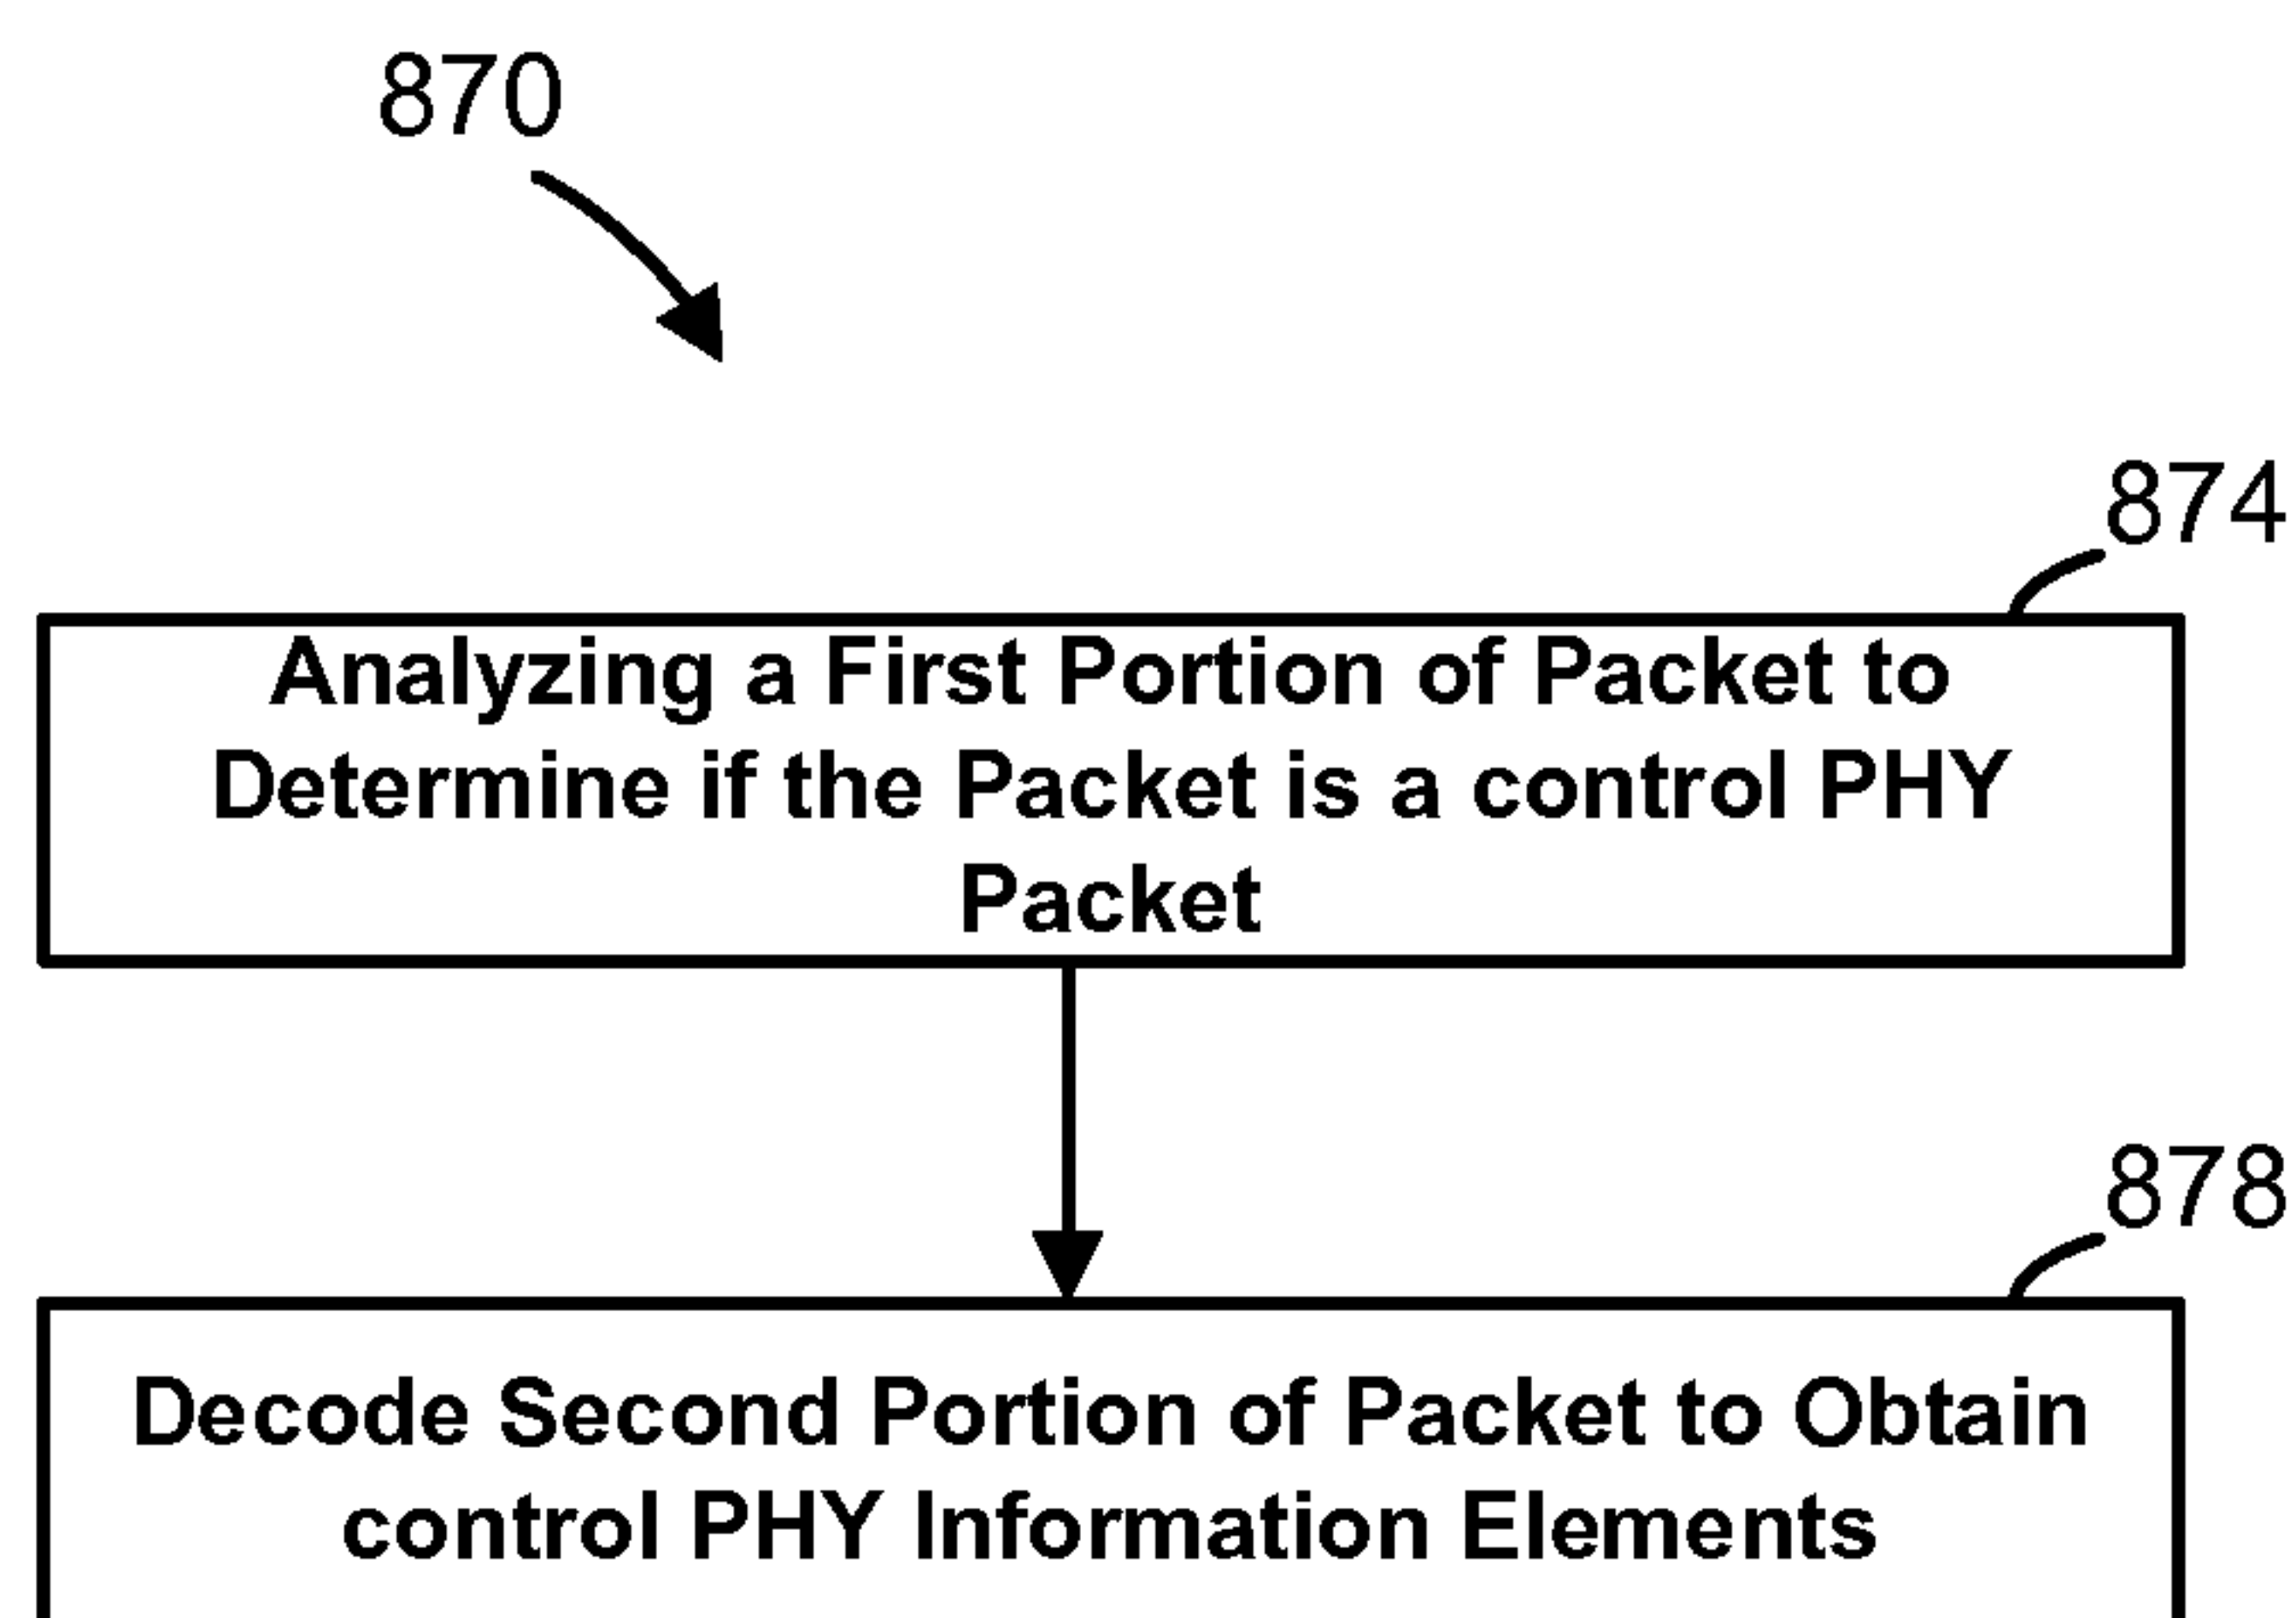 870
874
Analyzing a First Portion of Packet to
Determine if the Packet is a control PHY
Packet
878
Decode Second Portion of Packet to Obtain
control PHY Information Elements